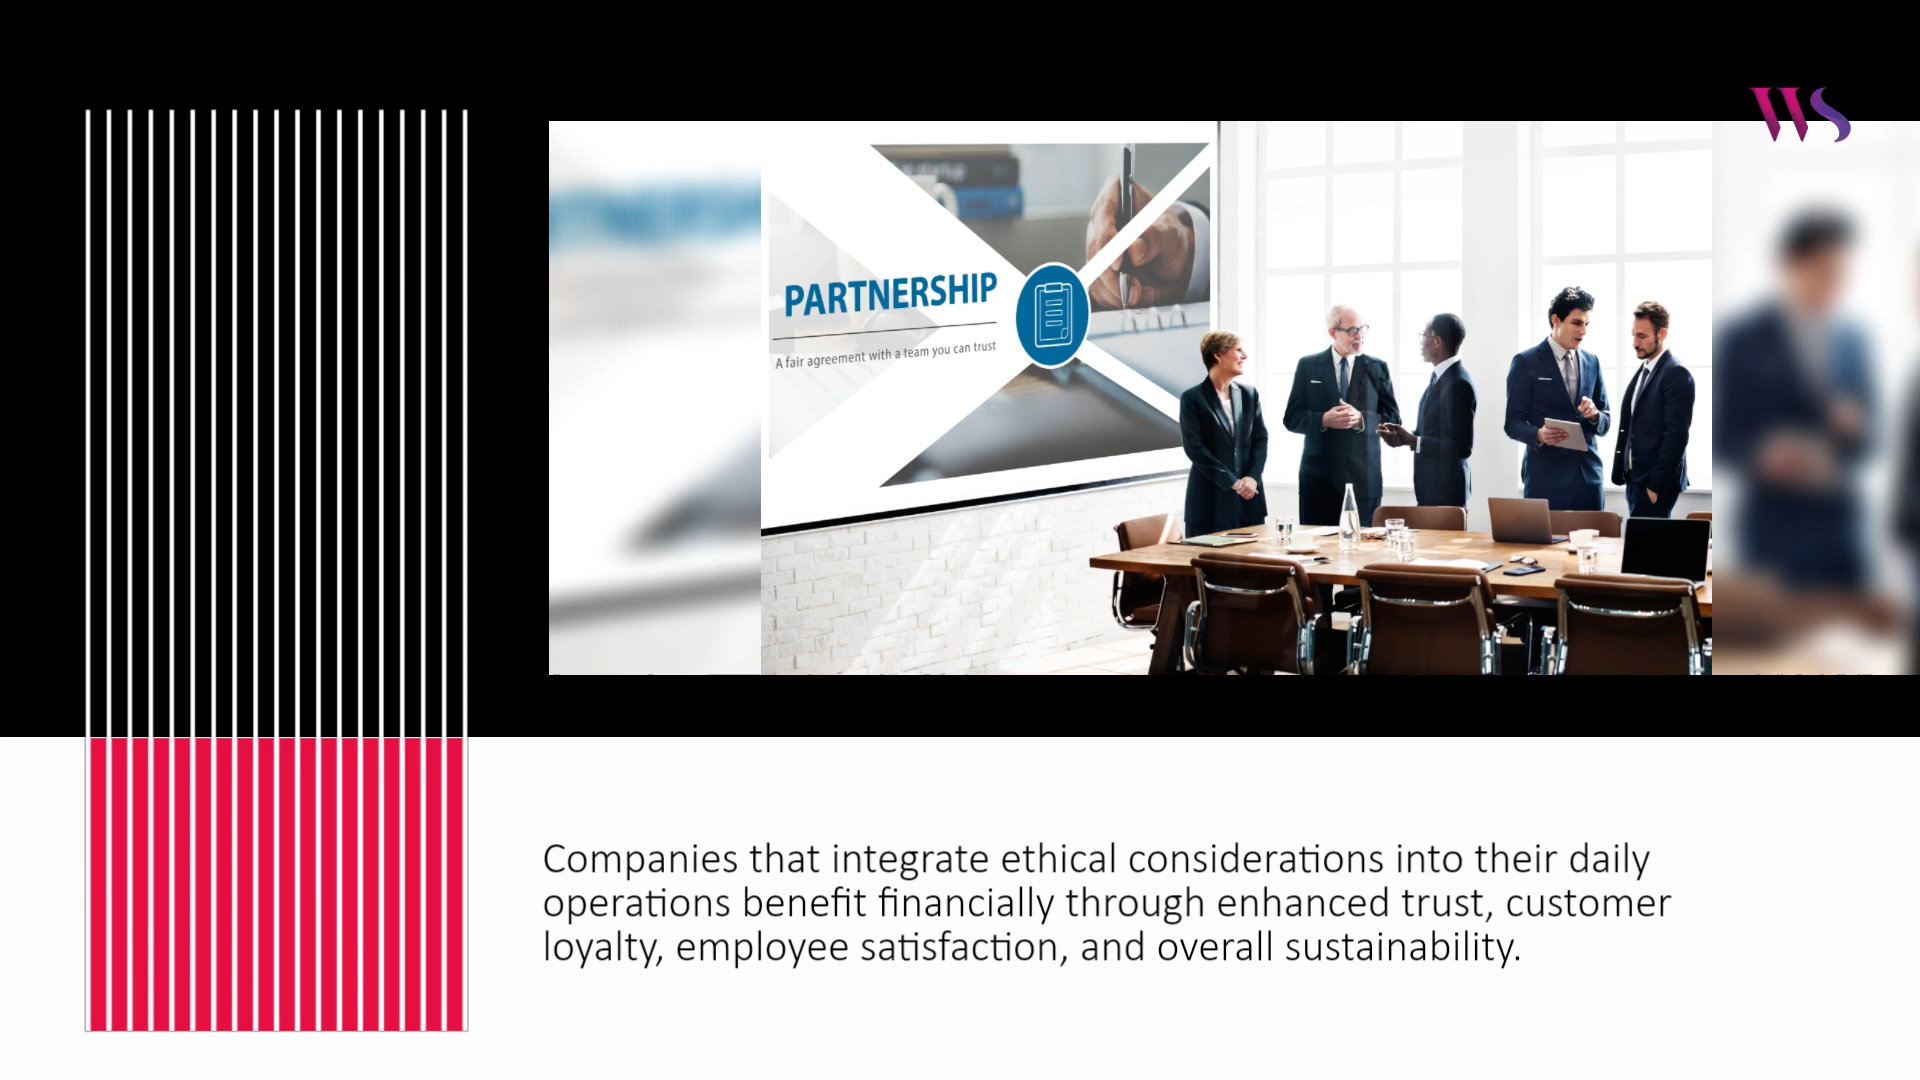 WS
PARTNERSHIP
A fair agreement with a team you can trust
Companies that integrate ethical considerations into their daily
operations benefit financially through enhanced trust, customer
loyalty, employee satisfaction, and overall sustainability.